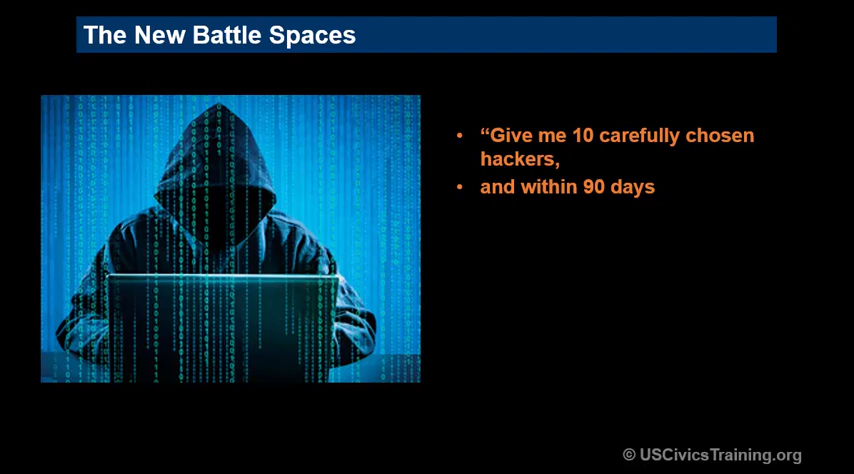 The New Battle Spaces
• “Give me 10 carefully chosen
hackers,
• and within 90 days
© USCivicsTraining.org